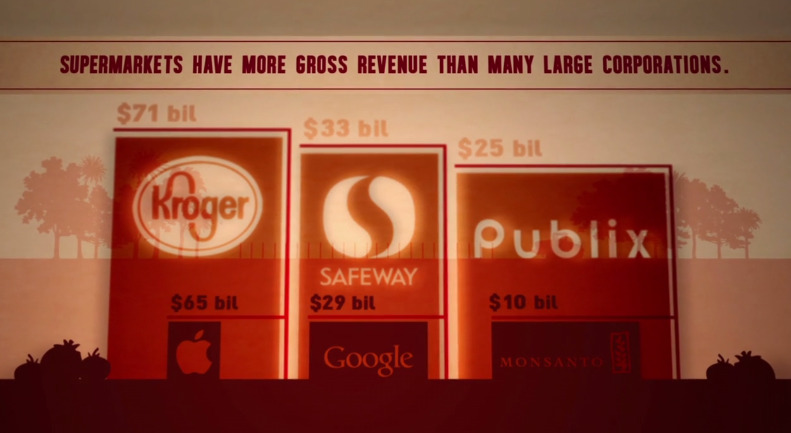 SUPERMARKETS HAVE MORE GROSS REVENUE THAN MANY LARGE CORPORATIONS.
$71 bil
$33 bil
$25 bil
Kroger
SAFEWAY
Publix
$65 bil
$29 bil
$10 bil
Google
MONSANTO